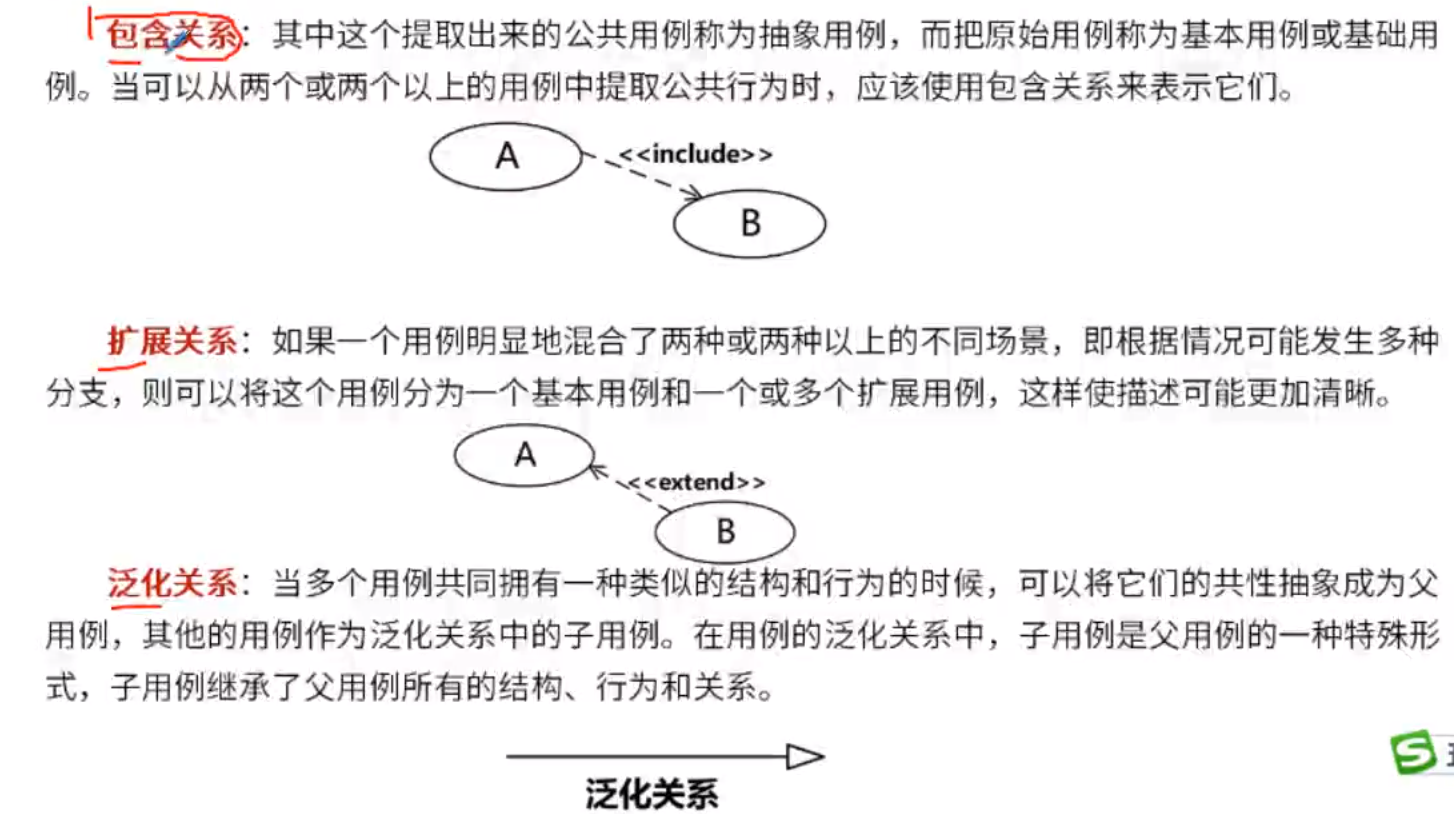 包含关系：其中这个提取出来的公共用例称为抽象用例，而把原始用例称为基本用例或基础用
例。当可以从两个或两个以上的用例中提取公共行为时，应该使用包含关系来表示它们。
A
<<include>>
B
扩展关系：如果一个用例明显地混合了两种或两种以上的不同场景，即根据情况可能发生多种
分支，则可以将这个用例分为一个基本用例和一个或多个扩展用例，这样使描述可能更加清晰。
A
<<extend>>
B
泛化关系：当多个用例共同拥有一种类似的结构和行为的时候，可以将它们的共性抽象成为父
用例，其他的用例作为泛化关系中的子用例。在用例的泛化关系中，子用例是父用例的一种特殊形
式，子用例继承了父用例所有的结构、行为和关系。
S
泛化关系